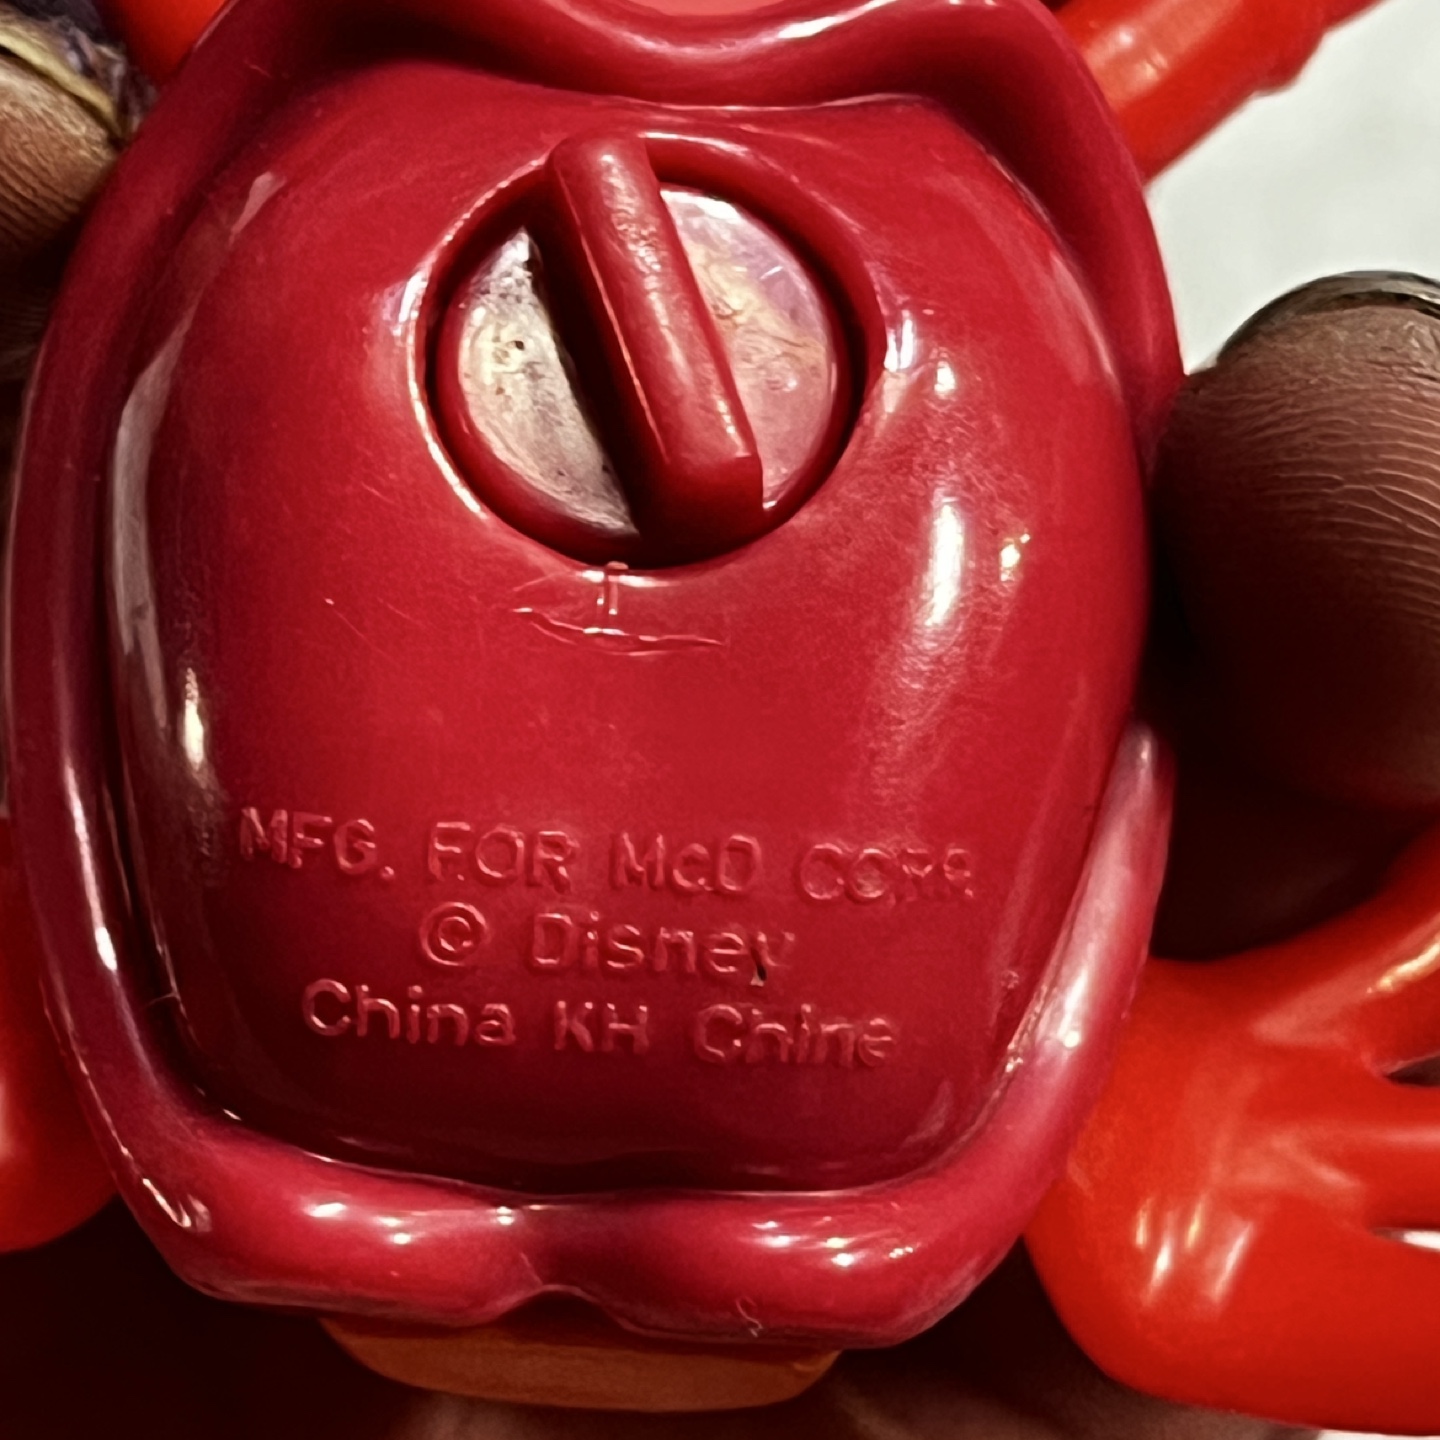 MFG. FOR McD CORP.
© Disney
China KH Chine